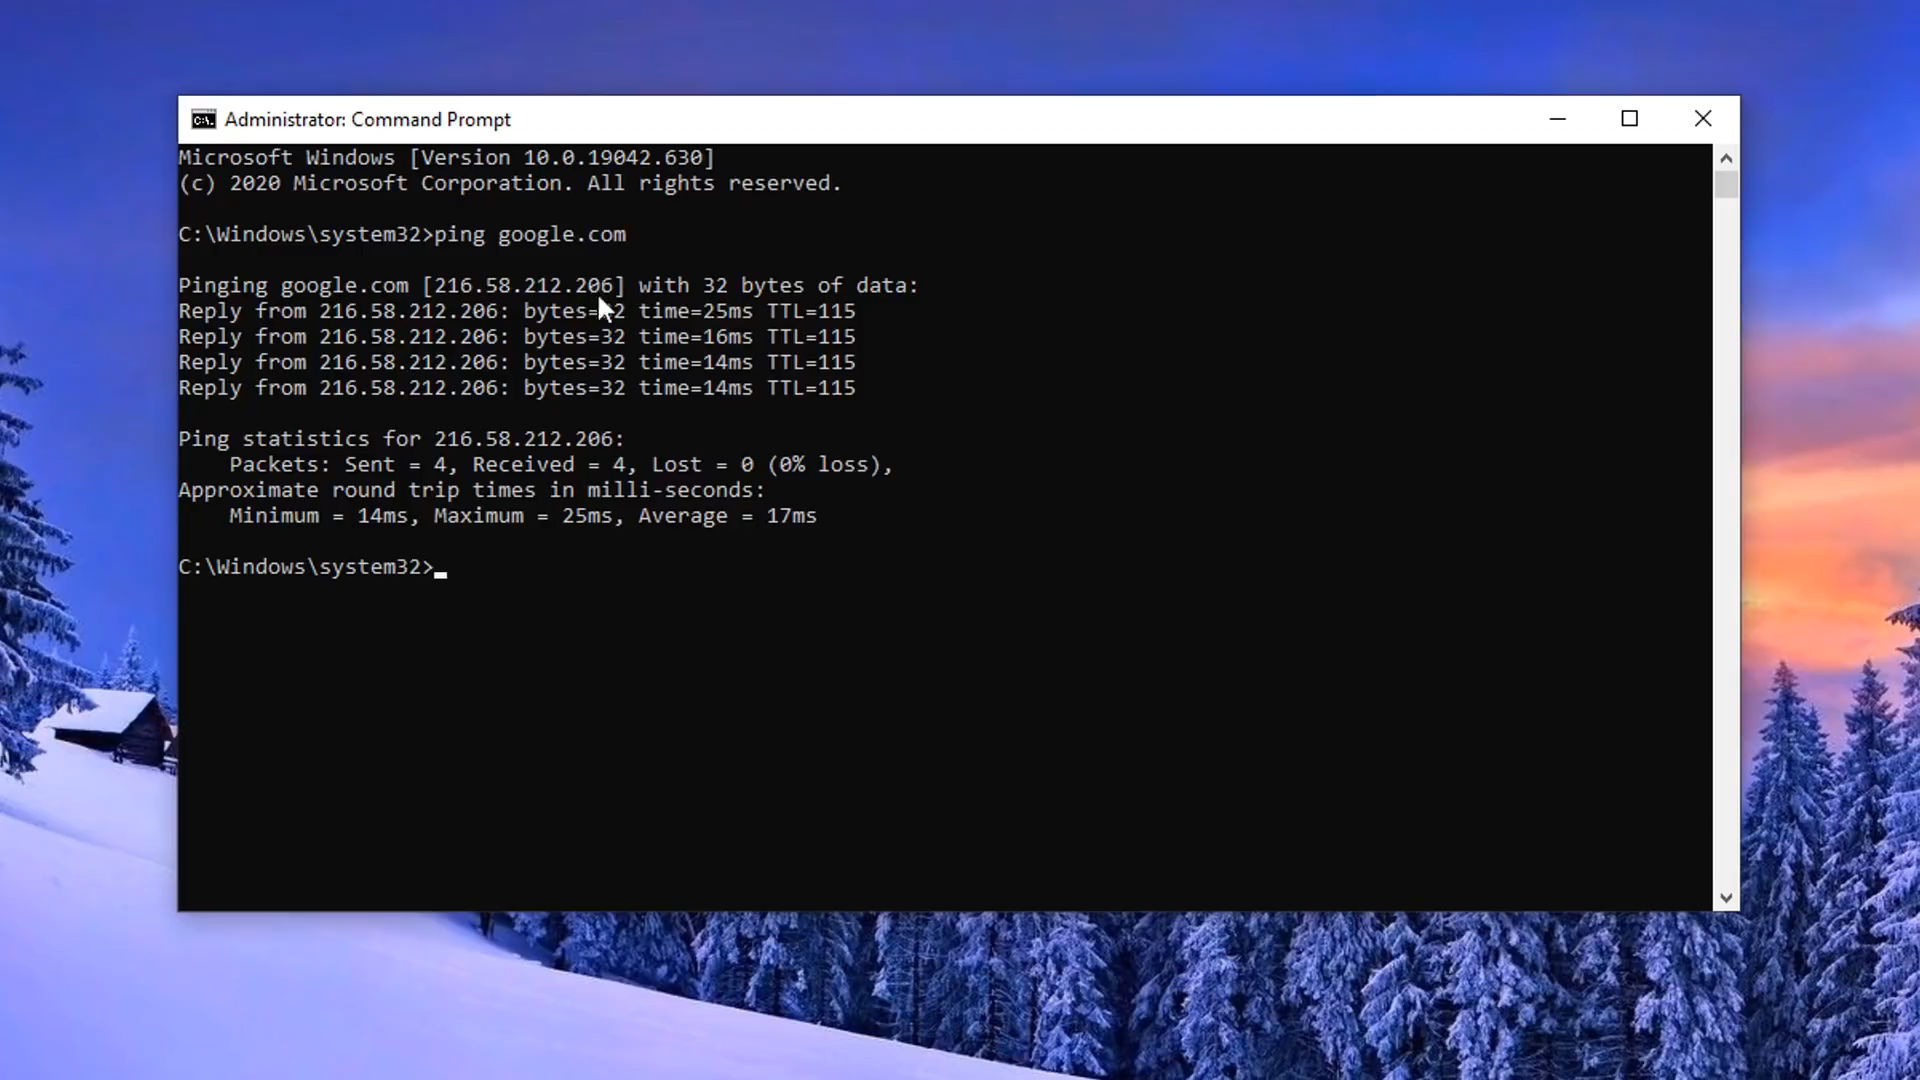 Administrator: Command Prompt
Microsoft Windows [Version 10.0.19042.630]
(c) 2020 Microsoft Corporation. All rights reserved.
C:\Windows\system32>ping google.com
Pinging google.com [216.58.212.206] with 32 bytes of data:
Reply from 216.58.212.206: bytes=32 time=25ms TTL=115
Reply from 216.58.212.206: bytes=32 time=16ms TTL=115
Reply from 216.58.212.206: bytes=32 time=14ms TTL=115
Reply from 216.58.212.206: bytes=32 time=14ms TTL=115
Ping statistics for 216.58.212.206:
    Packets: Sent = 4, Received = 4, Lost = 0 (0% loss),
Approximate round trip times in milli-seconds:
    Minimum = 14ms, Maximum = 25ms, Average = 17ms
C:\Windows\system32>